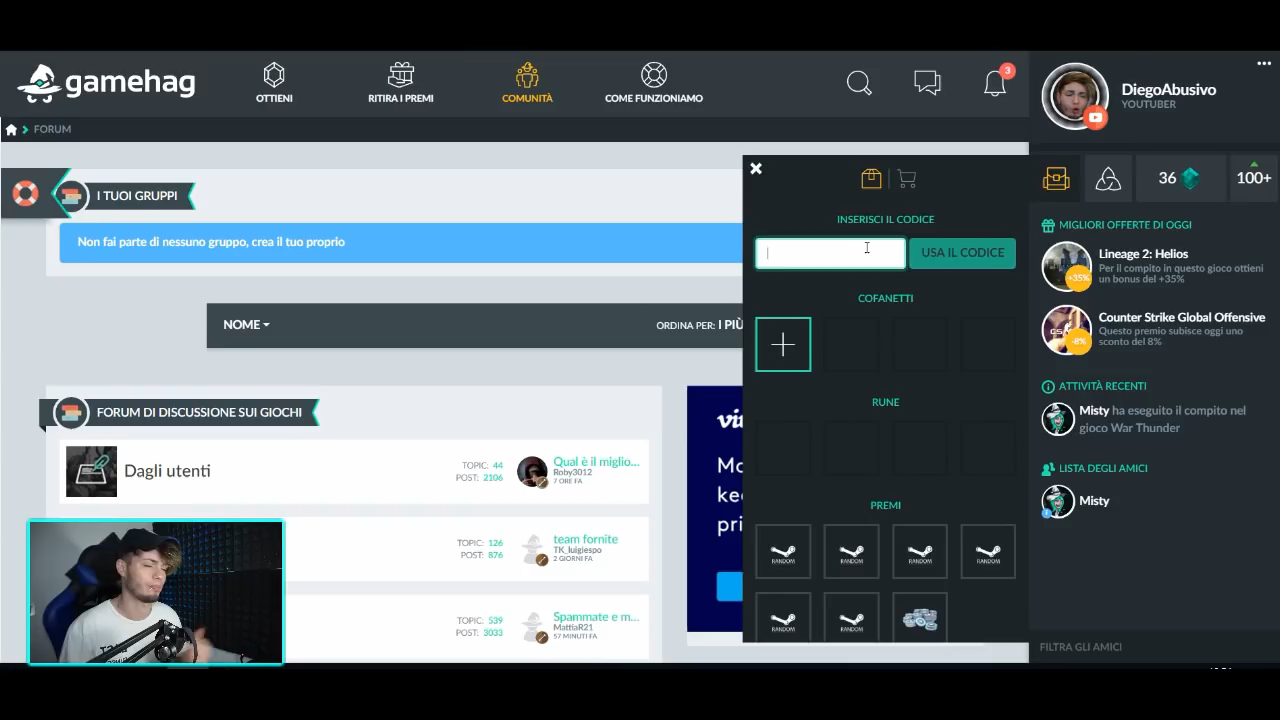 gamehag
OTTIENI
RITIRA I PREMI
COMUNITÀ
COME FUNZIONIAMO
3
DiegoAbusivo
YOUTUBER
FORUM
I TUOI GRUPPI
Non fai parte di nessuno gruppo, crea il tuo proprio
NOME
ORDINA PER: I PIÙ
FORUM DI DISCUSSIONE SUI GIOCHI
Dagli utenti
TOPIC: 44
POST: 2106
Qual è il miglio...
Roby3012
7 ORE FA
TOPIC: 126
POST: 876
team fornite
TK_luigiespo
2 GIORNI FA
TOPIC: 539
POST: 3033
Spammate e m...
MattiaR21
57 MINUTI FA
INSERISCI IL CODICE
USA IL CODICE
COFANETTI
RUNE
PREMI
RANDOM
RANDOM
RANDOM
RANDOM
RANDOM
RANDOM
36
100+
MIGLIORI OFFERTE DI OGGI
Lineage 2: Helios
Per il compito in questo gioco ottieni
un bonus del +35%
+35%
Counter Strike Global Offensive
Questo premio subisce oggi uno
sconto del 8%
-8%
ATTIVITÀ RECENTI
Misty ha eseguito il compito nel
gioco War Thunder
LISTA DEGLI AMICI
Misty
FILTRA GLI AMICI